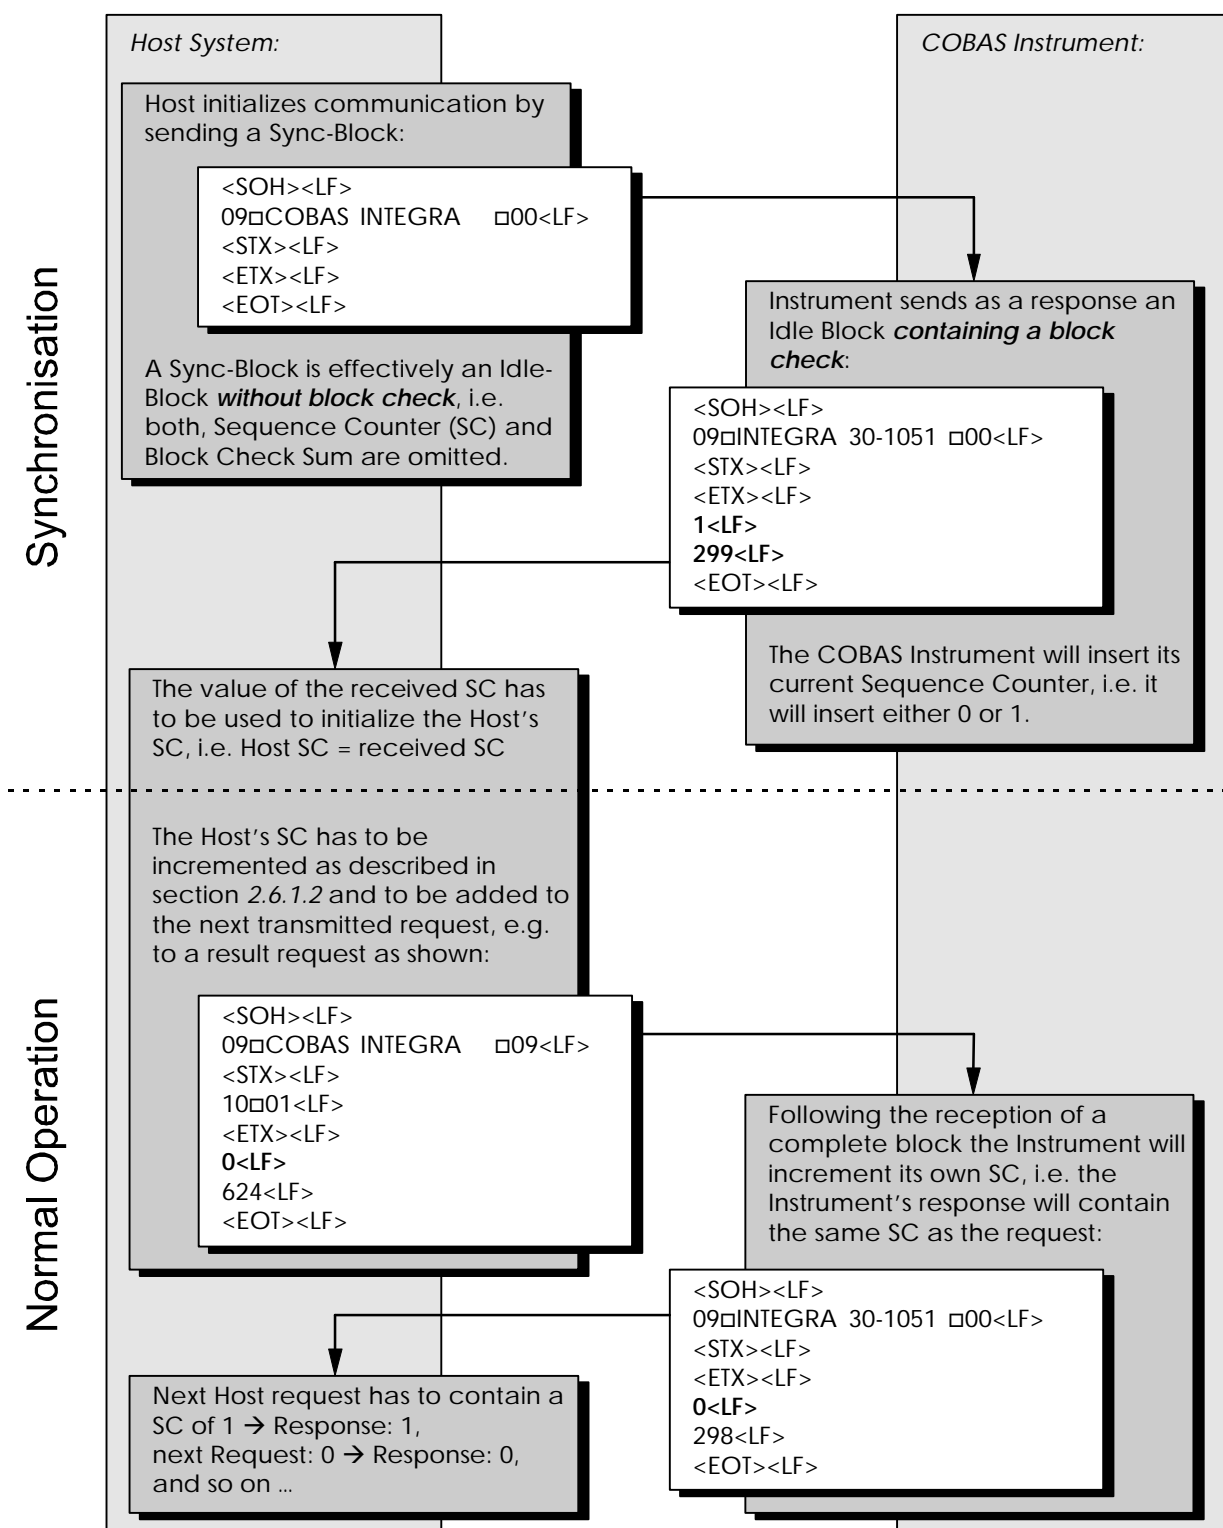 Host System:
COBAS Instrument:
Synchronisation
Host initializes communication by
sending a Sync-Block:
<SOH><LF>
09□COBAS INTEGRA □00<LF>
<STX><LF>
<ETX><LF>
<EOT><LF>
A Sync-Block is effectively an Idle-
Block without block check, i.e.
both, Sequence Counter (SC) and
Block Check Sum are omitted.
Instrument sends as a response an
Idle Block containing a block
check:
<SOH><LF>
09□INTEGRA 30-1051 □00<LF>
<STX><LF>
<ETX><LF>
1<LF>
299<LF>
<EOT><LF>
The COBAS Instrument will insert its
current Sequence Counter, i.e. it
will insert either 0 or 1.
The value of the received SC has
to be used to initialize the Host's
SC, i.e. Host SC = received SC
Normal Operation
The Host's SC has to be
incremented as described in
section 2.6.1.2 and to be added to
the next transmitted request, e.g.
to a result request as shown:
<SOH><LF>
09□COBAS INTEGRA □09<LF>
<STX><LF>
10□01<LF>
<ETX><LF>
0<LF>
624<LF>
<EOT><LF>
Following the reception of a
complete block the Instrument will
increment its own SC, i.e. the
Instrument's response will contain
the same SC as the request:
<SOH><LF>
09□INTEGRA 30-1051 □00<LF>
<STX><LF>
<ETX><LF>
0<LF>
298<LF>
<EOT><LF>
Next Host request has to contain a
SC of 1 → Response: 1,
next Request: 0 → Response: 0,
and so on ...